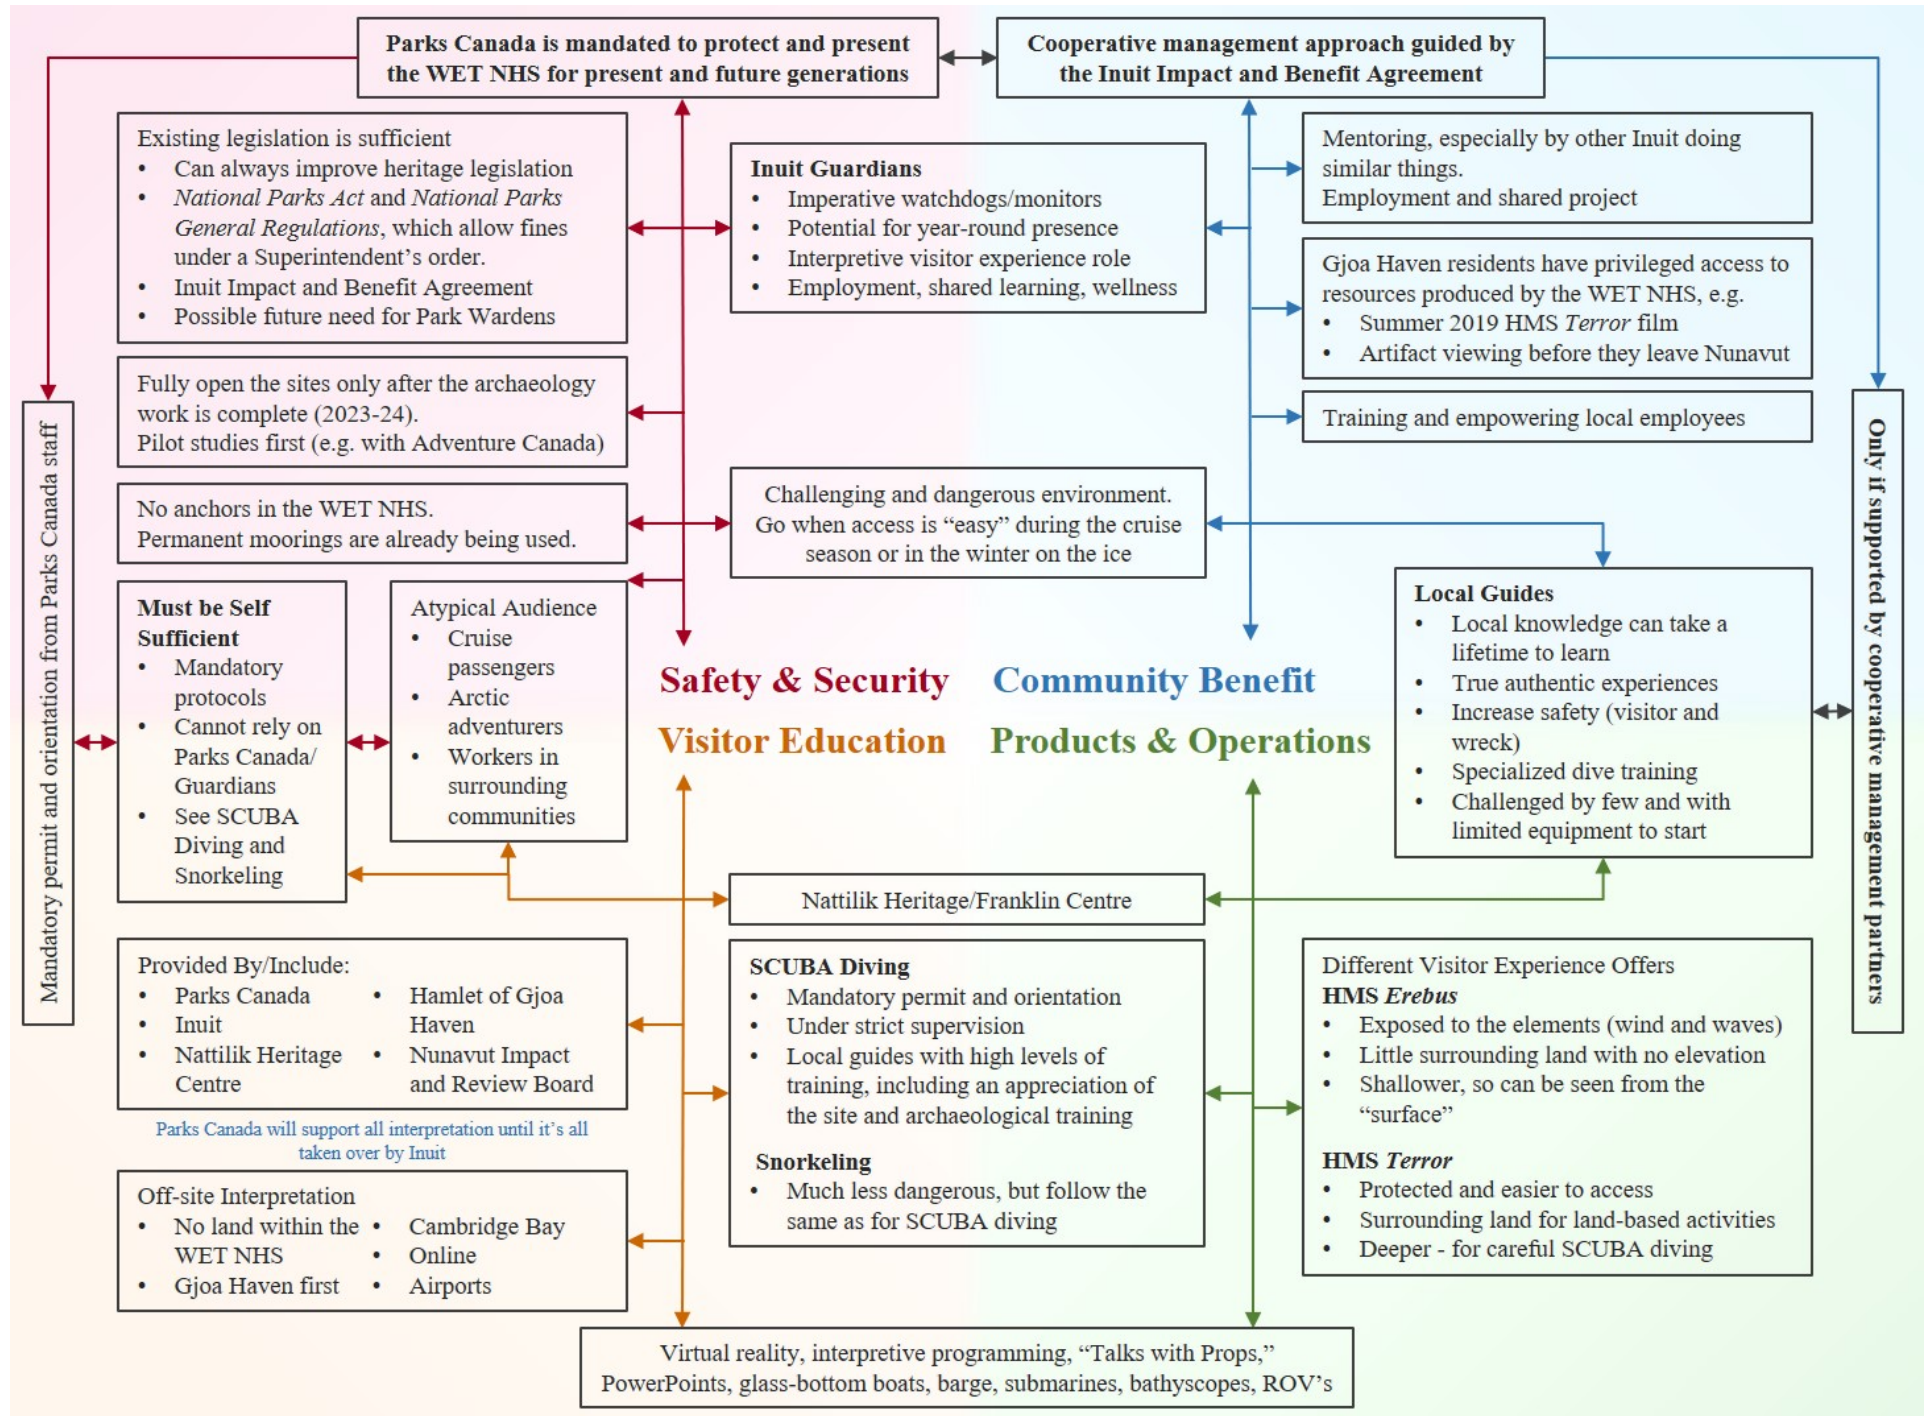 Parks Canada is mandated to protect and present
the WET NHS for present and future generations
Cooperative management approach guided by
the Inuit Impact and Benefit Agreement
Existing legislation is sufficient
• Can always improve heritage legislation
• National Parks Act and National Parks
General Regulations, which allow fines
under a Superintendent’s order.
• Inuit Impact and Benefit Agreement
• Possible future need for Park Wardens
Inuit Guardians
• Imperative watchdogs/monitors
• Potential for year-round presence
• Interpretive visitor experience role
• Employment, shared learning, wellness
Mentoring, especially by other Inuit doing
similar things.
Employment and shared project
Gjoa Haven residents have privileged access to
resources produced by the WET NHS, e.g.
• Summer 2019 HMS Terror film
• Artifact viewing before they leave Nunavut
Fully open the sites only after the archaeology
work is complete (2023-24).
Pilot studies first (e.g. with Adventure Canada)
Training and empowering local employees
Mandatory permit and orientation from Parks Canada staff
Only if supported by cooperative management partners
No anchors in the WET NHS.
Permanent moorings are already being used.
Challenging and dangerous environment.
Go when access is “easy” during the cruise
season or in the winter on the ice
Must be Self
Sufficient
• Mandatory
protocols
• Cannot rely on
Parks Canada/
Guardians
• See SCUBA
Diving and
Snorkeling
Atypical Audience
• Cruise
passengers
• Arctic
adventurers
• Workers in
surrounding
communities
Safety & Security
Community Benefit
Visitor Education
Products & Operations
Local Guides
• Local knowledge can take a
lifetime to learn
• True authentic experiences
• Increase safety (visitor and
wreck)
• Specialized dive training
• Challenged by few and with
limited equipment to start
Nattilik Heritage/Franklin Centre
Provided By/Include:
• Parks Canada
• Inuit
• Nattilik Heritage
Centre
• Hamlet of Gjoa
Haven
• Nunavut Impact
and Review Board
Parks Canada will support all interpretation until it’s all
taken over by Inuit
Off-site Interpretation
• No land within the
WET NHS
• Gjoa Haven first
• Cambridge Bay
• Online
• Airports
SCUBA Diving
• Mandatory permit and orientation
• Under strict supervision
• Local guides with high levels of
training, including an appreciation of
the site and archaeological training
Snorkeling
• Much less dangerous, but follow the
same as for SCUBA diving
Different Visitor Experience Offers
HMS Erebus
• Exposed to the elements (wind and waves)
• Little surrounding land with no elevation
• Shallower, so can be seen from the
“surface”
HMS Terror
• Protected and easier to access
• Surrounding land for land-based activities
• Deeper - for careful SCUBA diving
Virtual reality, interpretive programming, “Talks with Props,”
PowerPoints, glass-bottom boats, barge, submarines, bathyscopes, ROV’s